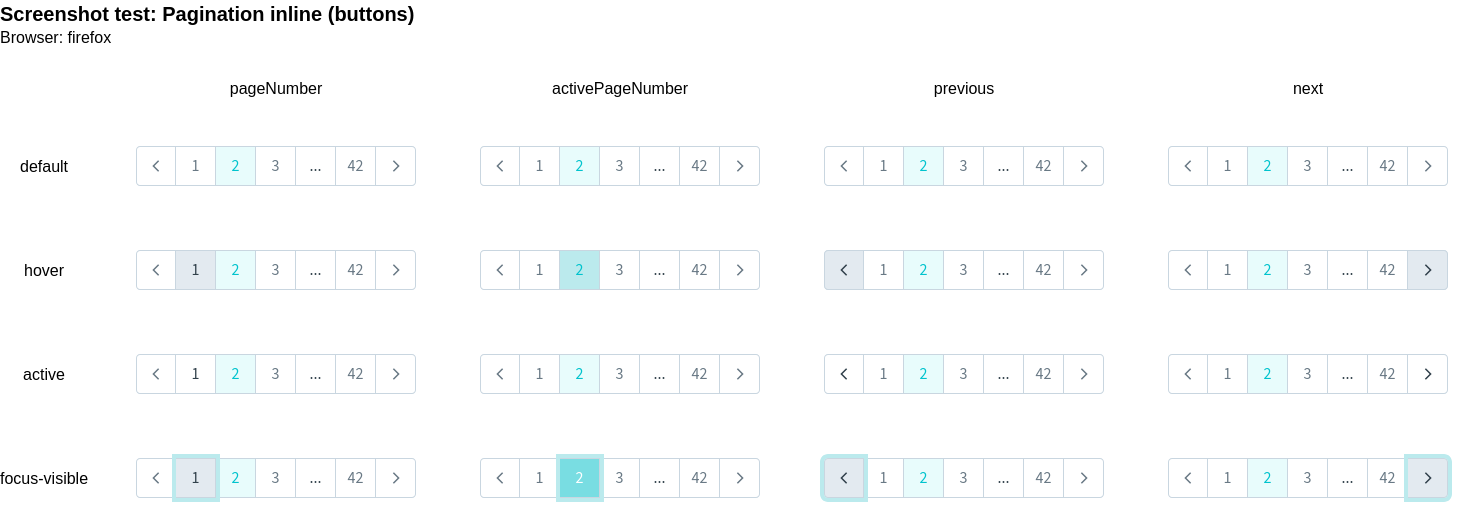 Screenshot test: Pagination inline (buttons)
Browser: firefox
pageNumber activePageNumber previous next
default 1 2 3 ... 42 1 2 3 ... 42 1 2 3 ... 42 1 2 3 ... 42
hover 1 2 3 ... 42 1 2 3 ... 42 1 2 3 ... 42 1 2 3 ... 42
active 1 2 3 ... 42 1 2 3 ... 42 1 2 3 ... 42 1 2 3 ... 42
focus-visible 1 2 3 ... 42 1 2 3 ... 42 1 2 3 ... 42 1 2 3 ... 42